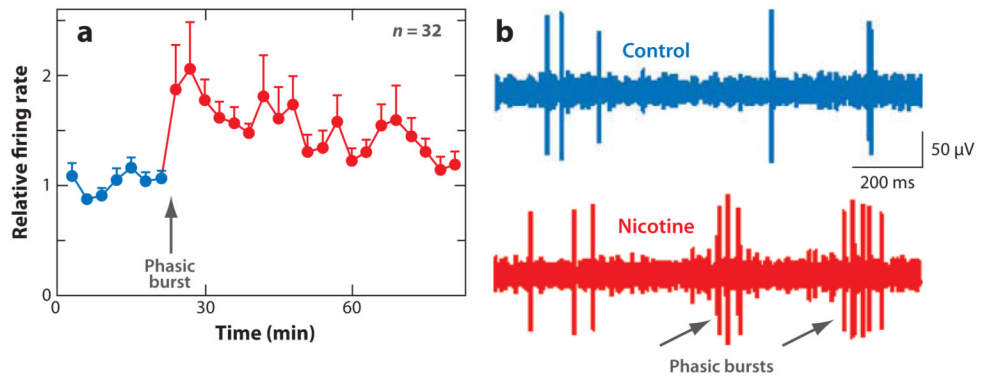 a
n = 32
2
1
0
Relative firing rate
Phasic
burst
0
30
60
Time (min)
b
Control
50 µV
200 ms
Nicotine
Phasic bursts